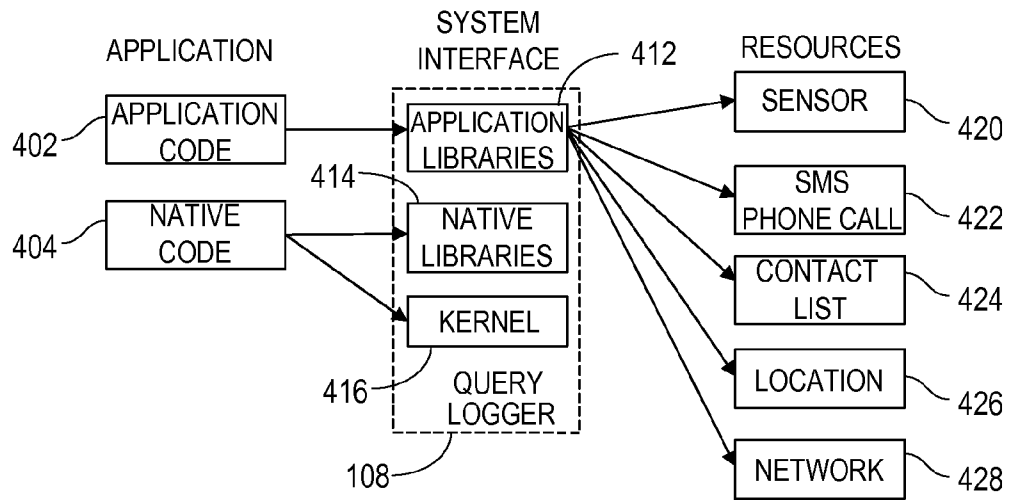 APPLICATION
SYSTEM
INTERFACE
RESOURCES
402
APPLICATION
CODE
404
NATIVE
CODE
412
APPLICATION
LIBRARIES
414
NATIVE
LIBRARIES
KERNEL
416
QUERY
LOGGER
108
SENSOR
420
SMS
PHONE CALL
422
CONTACT
LIST
424
LOCATION
426
NETWORK
428